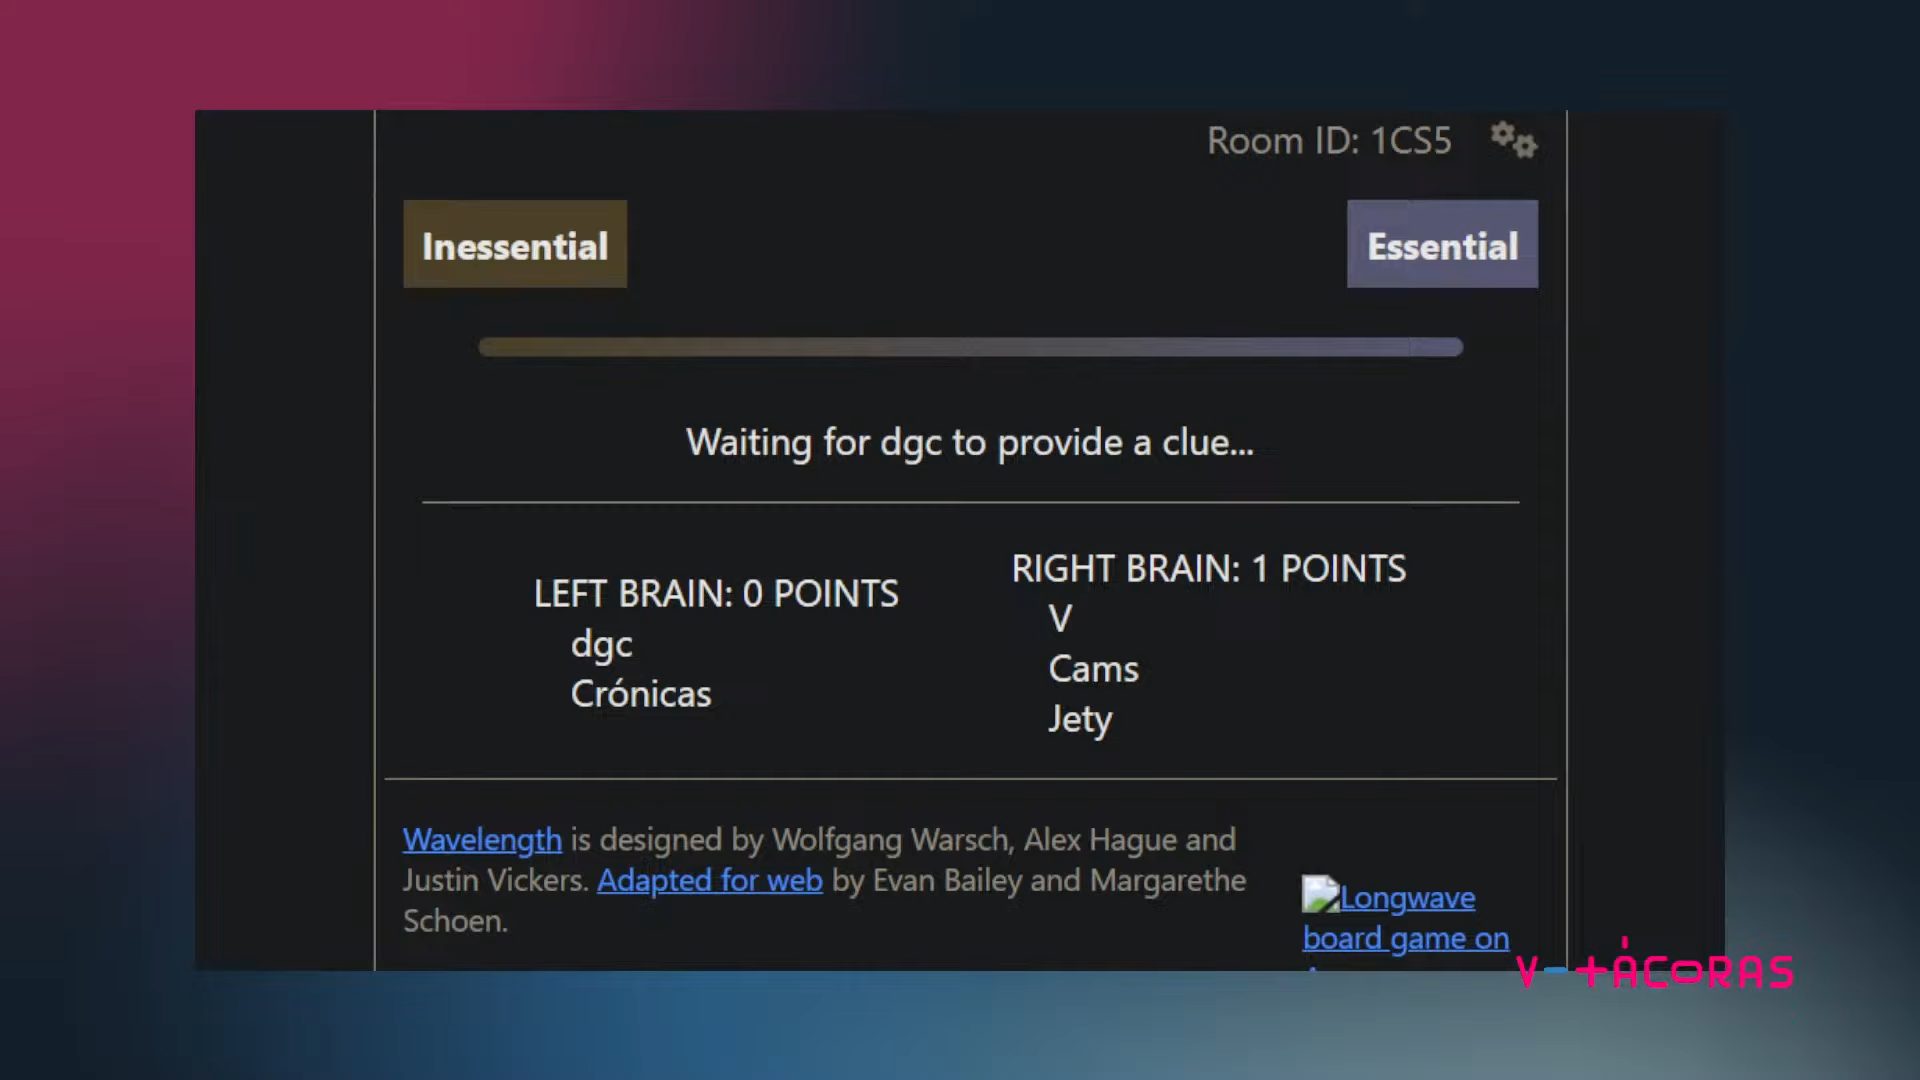 Room ID: 1CS5
Inessential
Essential
Waiting for dgc to provide a clue...
LEFT BRAIN: 0 POINTS
dgc
Crónicas
RIGHT BRAIN: 1 POINTS
V
Cams
Jety
Wavelength is designed by Wolfgang Warsch, Alex Hague and
Justin Vickers. Adapted for web by Evan Bailey and Margarethe
Schoen.
Longwave
board game on
V-TÁCORAS